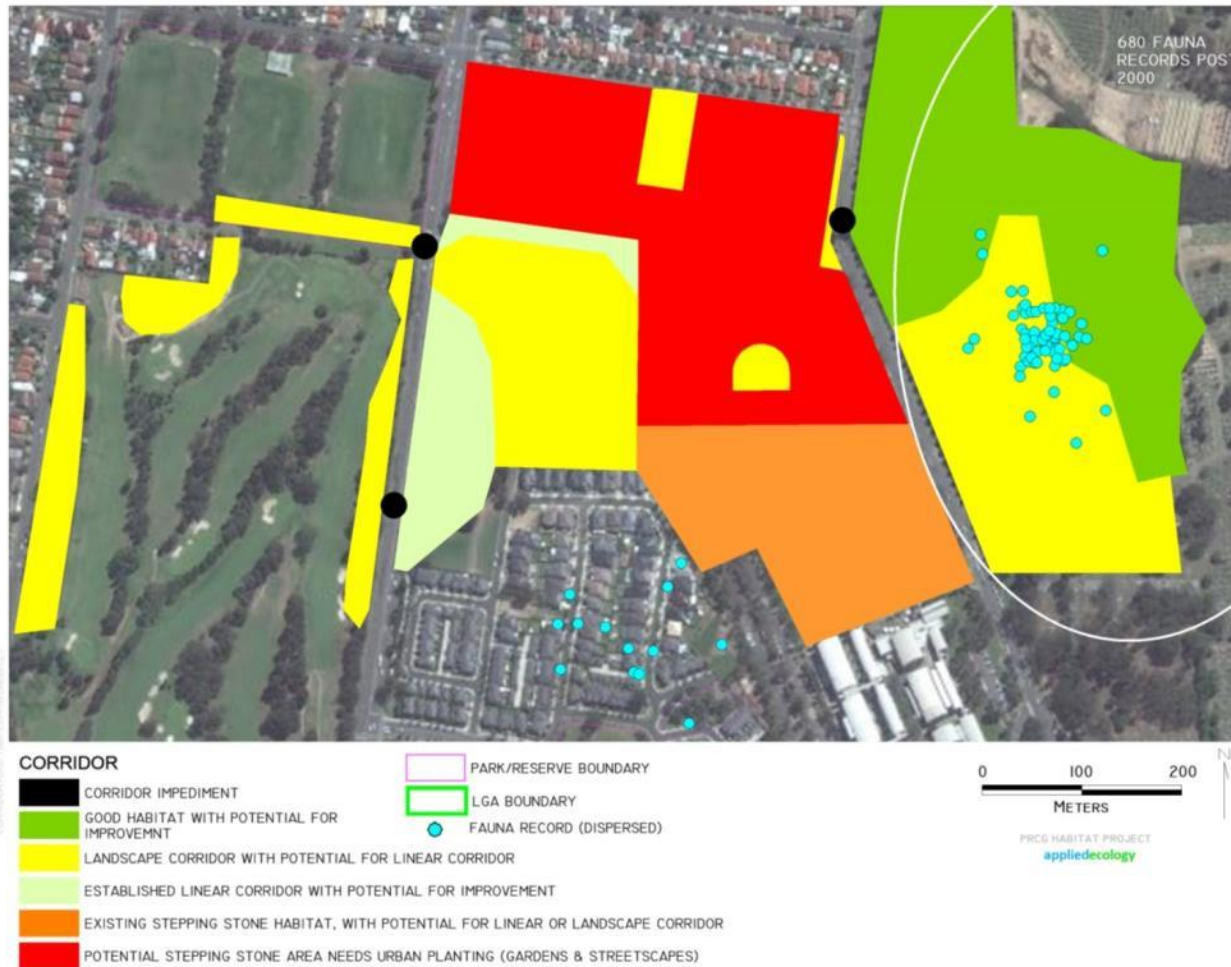 680 FAUNA
RECORDS POST
2000
CORRIDOR
CORRIDOR IMPEDIMENT
GOOD HABITAT WITH POTENTIAL FOR
IMPROVEMNT
LANDSCAPE CORRIDOR WITH POTENTIAL FOR LINEAR CORRIDOR
ESTABLISHED LINEAR CORRIDOR WITH POTENTIAL FOR IMPROVEMENT
EXISTING STEPPING STONE HABITAT, WITH POTENTIAL FOR LINEAR OR LANDSCAPE CORRIDOR
POTENTIAL STEPPING STONE AREA NEEDS URBAN PLANTING (GARDENS & STREETSCAPES)
PARK/RESERVE BOUNDARY
LGA BOUNDARY
FAUNA RECORD (DISPERSED)
0 100 200
METERS
N
PRCG HABITAT PROJECT
appliedecology